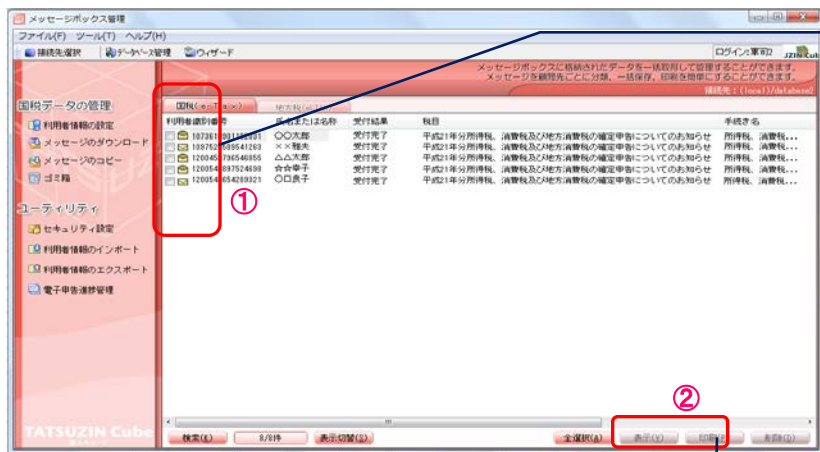 メッセージボックス管理
ファイル(F) ツール(T) ヘルプ(H)
接続先選択 データベース管理 ウィザード
メッセージボックスに格納されたデータを一括取得して管理することができます。
メッセージを顧問先ごとに分類、一括保存、印刷を簡単にすることができます。
接続先：(local)/database2
国税データの管理
利用者情報の設定
メッセージのダウンロード
メッセージのコピー
ゴミ箱
ユーティリティ
セキュリティ設定
利用者情報のインポート
利用者情報のエクスポート
電子申告進捗管理
国税(e-Tax)
利用者識別番号 氏名または名称 受付結果 税目 手続き名
〇〇太郎 受付完了 平成21年分所得税、消費税及び地方消費税の確定申告についてのお知らせ 所得税、消費税...
××雅夫 受付完了 平成21年分所得税、消費税及び地方消費税の確定申告についてのお知らせ 所得税、消費税...
△△次郎 受付完了 平成21年分所得税、消費税及び地方消費税の確定申告についてのお知らせ 所得税、消費税...
☆☆幸子 受付完了 平成21年分所得税、消費税及び地方消費税の確定申告についてのお知らせ 所得税、消費税...
〇口良子 受付完了 平成21年分所得税、消費税及び地方消費税の確定申告についてのお知らせ 所得税、消費税...
①
②
TATSUZIN Cube
検索(K) 8/8件 表示切替(S) 全選択(A) 表示(V) 印刷(P) 削除(D)